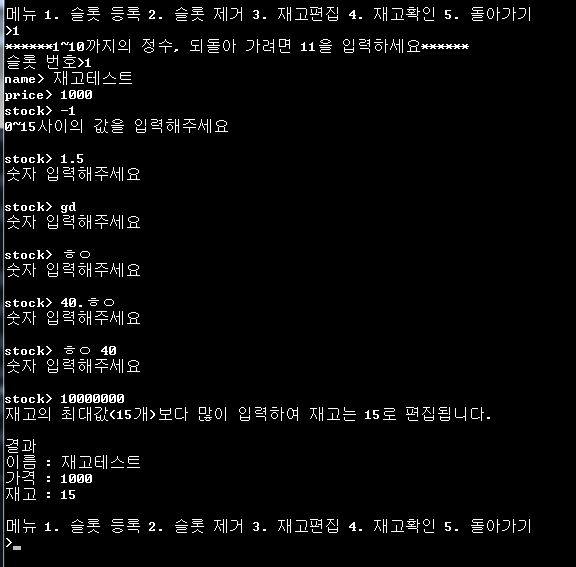 메뉴 1. 슬롯 등록 2. 슬롯 제거 3. 재고편집 4. 재고확인 5. 돌아가기
>1
******1~10까지의 정수, 되돌아 가려면 11을 입력하세요******
슬롯 번호>1
name> 재고테스트
price> 1000
stock> -1
0~15사이의 값을 입력해주세요
stock> 1.5
숫자 입력해주세요
stock> gd
숫자 입력해주세요
stock> ㅎㅇ
숫자 입력해주세요
stock> 40.ㅎㅇ
숫자 입력해주세요
stock> ㅎㅇ 40
숫자 입력해주세요
stock> 10000000
재고의 최대값(15개)보다 많이 입력하여 재고는 15로 편집됩니다.
결과
이름 : 재고테스트
가격 : 1000
재고 : 15
메뉴 1. 슬롯 등록 2. 슬롯 제거 3. 재고편집 4. 재고확인 5. 돌아가기
>_